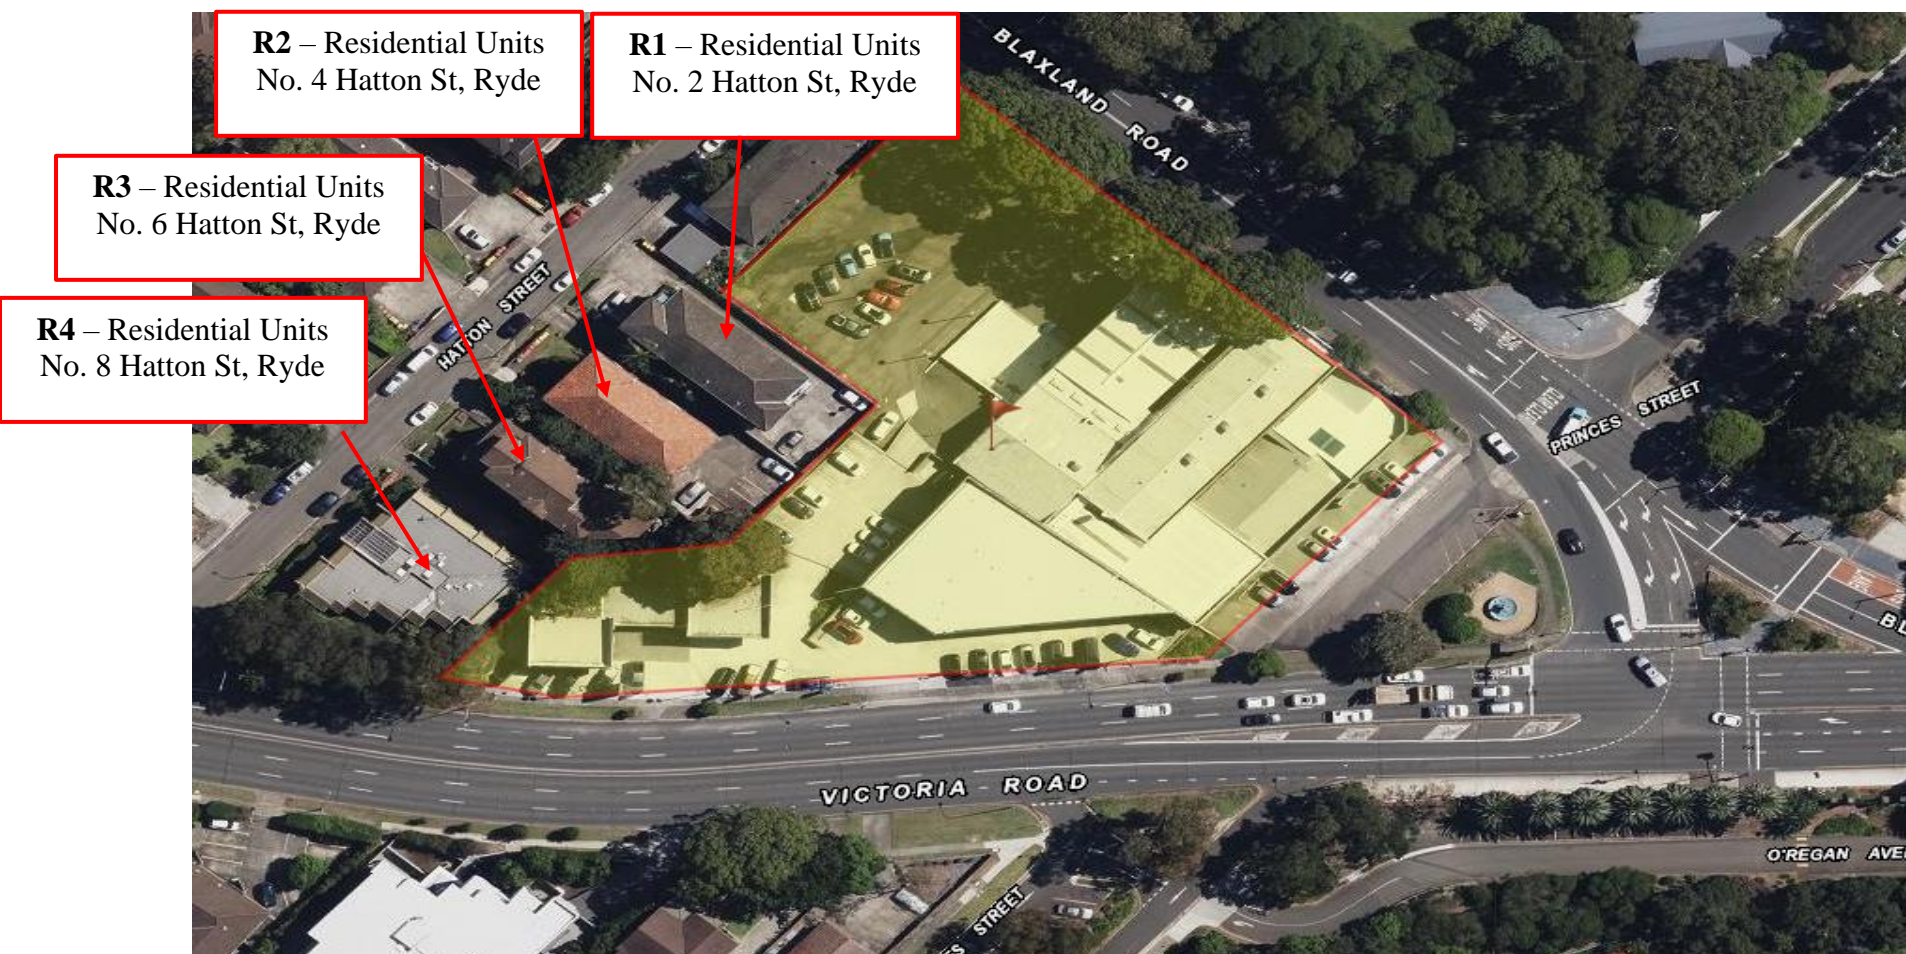 R2 – Residential Units
No. 4 Hatton St, Ryde
R1 – Residential Units
No. 2 Hatton St, Ryde
R3 – Residential Units
No. 6 Hatton St, Ryde
R4 – Residential Units
No. 8 Hatton St, Ryde
BLAXLAND ROAD
HATTON STREET
PRINCES STREET
VICTORIA ROAD
O'REGAN AVE
STREET